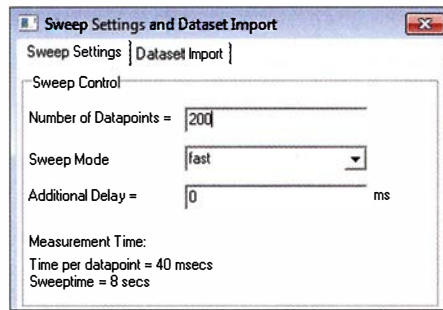 Sweep Settings and Dataset Import
Sweep Settings Dataset Import
Sweep Control
Number of Datapoints = 200
Sweep Mode fast
Additional Delay = 0 ms
Measurement Time:
Time per datapoint = 40 msecs
Sweeptime = 8 secs